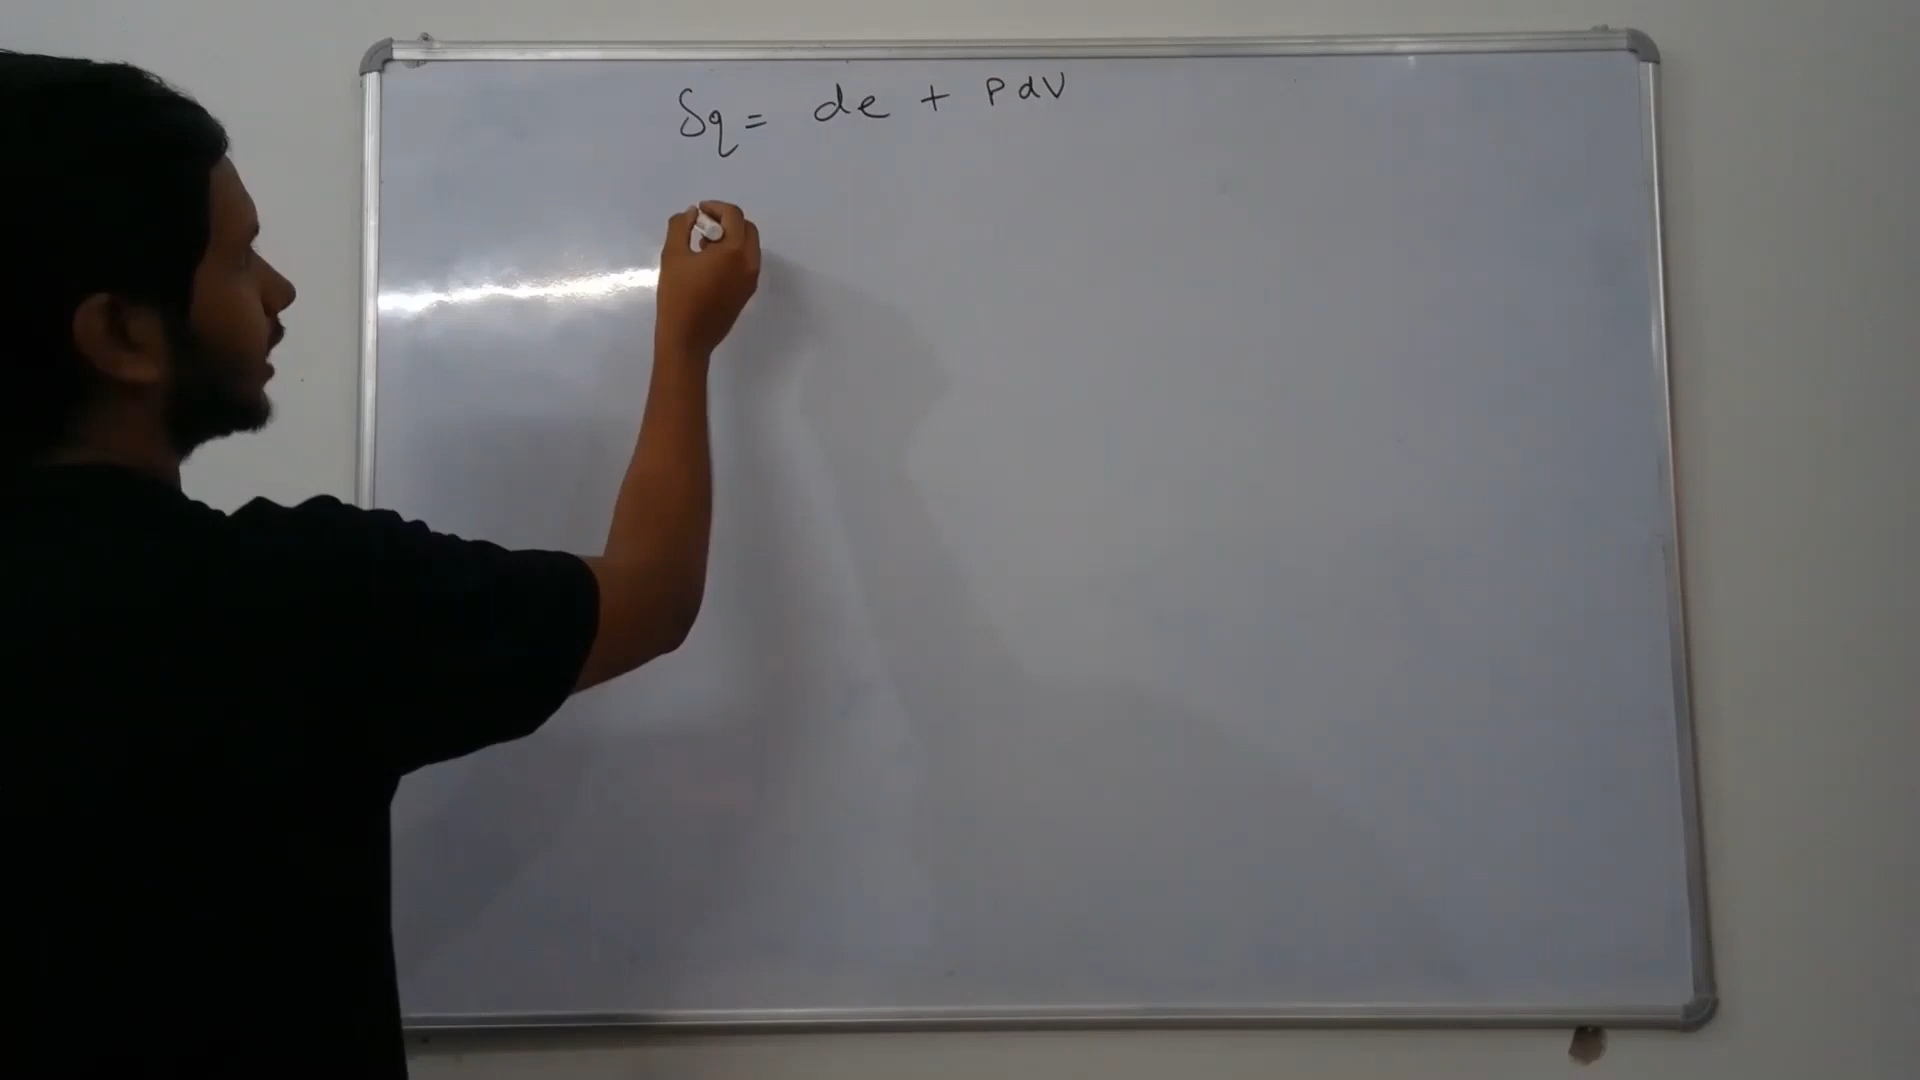 δq = de + PdV